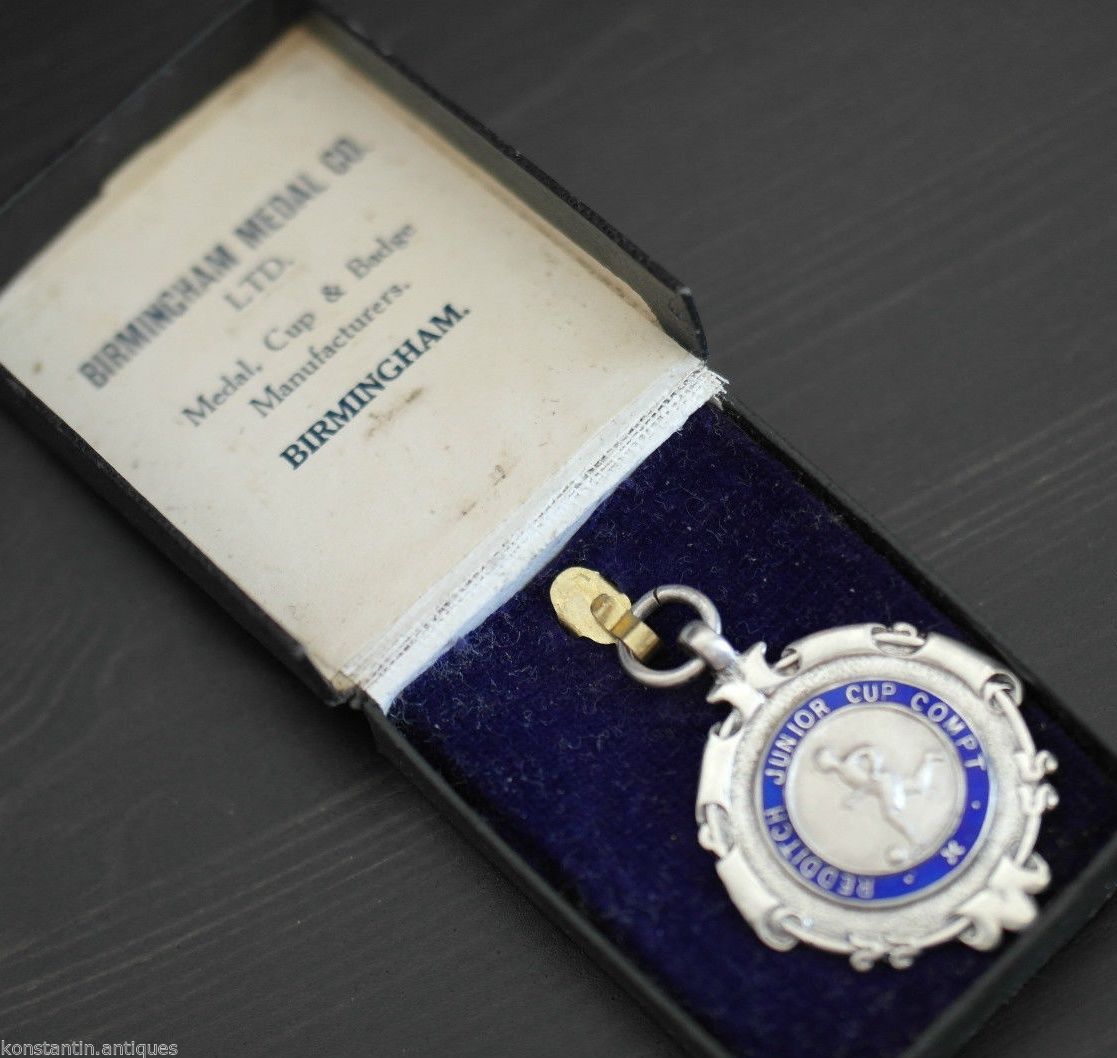 BIRMINGHAM MEDAL CO.
LTD.
Medal, Cup & Badge
Manufacturers.
BIRMINGHAM.
REDDITCH JUNIOR CUP COMPT
konstantin.antiques